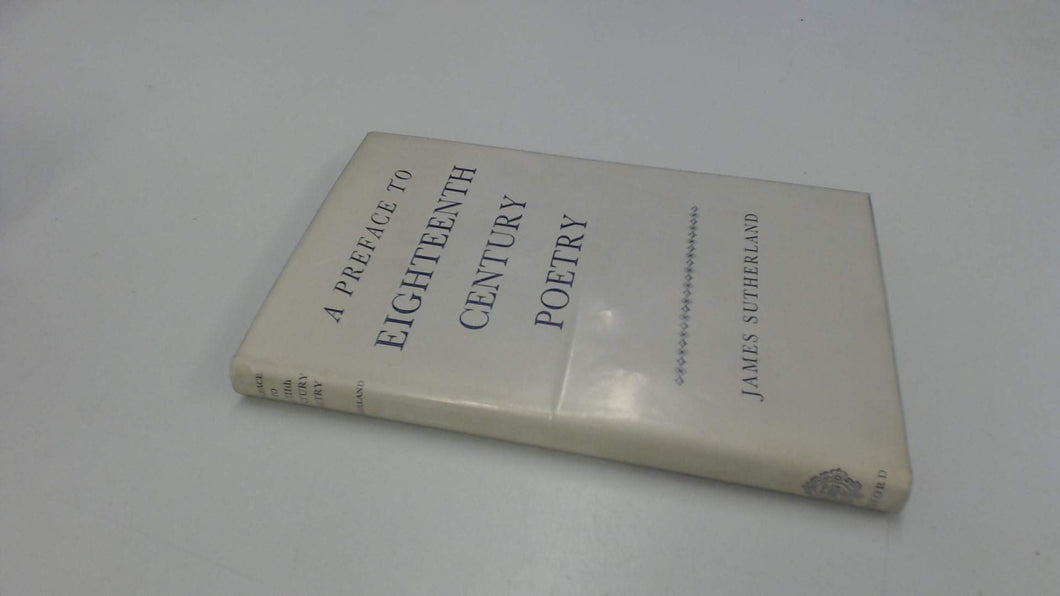 A PREFACE TO
EIGHTEENTH
CENTURY
POETRY
JAMES SUTHERLAND